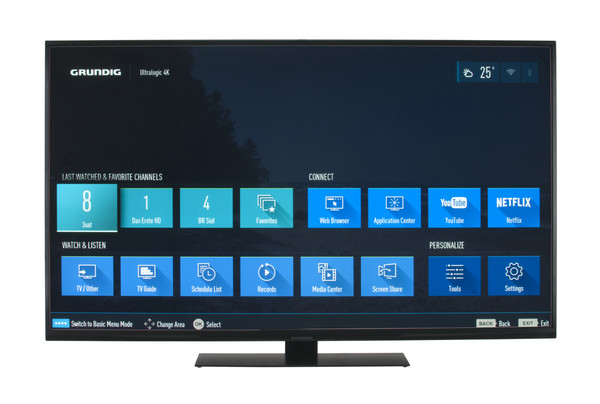 GRUNDIG Ultralogic 4K
25°
LAST WATCHED & FAVORITE CHANNELS
CONNECT
8
3sat
1
Das Erste HD
4
BR Süd
Favorites
Web Browser
Application Center
YouTube
YouTube
NETFLIX
Netflix
WATCH & LISTEN
PERSONALIZE
TV / Other
TV Guide
Schedule List
Records
Media Center
Screen Share
Tools
Settings
Switch to Basic Menu Mode
Change Area
OK Select
BACK Back
EXIT Exit